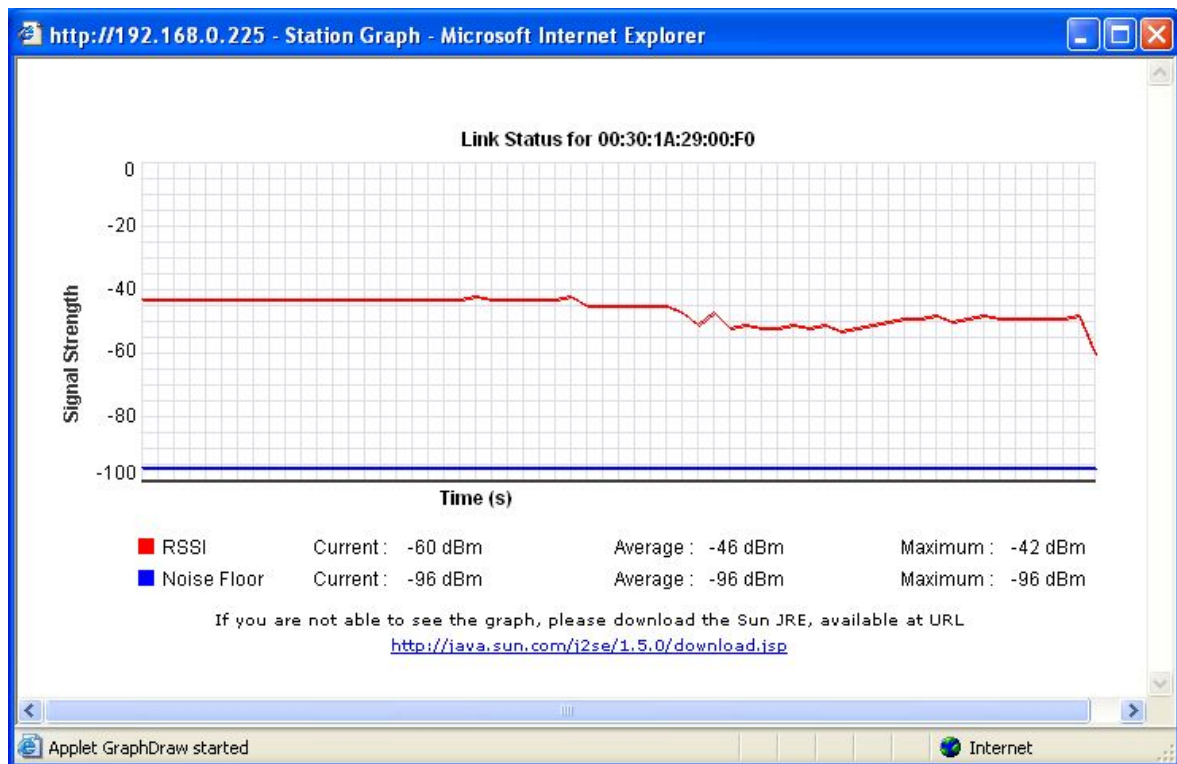 http://192.168.0.225 - Station Graph - Microsoft Internet Explorer
Link Status for 00:30:1A:29:00:F0
0
-20
-40
-60
-80
-100
Signal Strength
Time (s)
RSSI Current : -60 dBm Average : -46 dBm Maximum : -42 dBm
Noise Floor Current : -96 dBm Average : -96 dBm Maximum : -96 dBm
If you are not able to see the graph, please download the Sun JRE, available at URL
http://java.sun.com/j2se/1.5.0/download.jsp
Applet GraphDraw started Internet